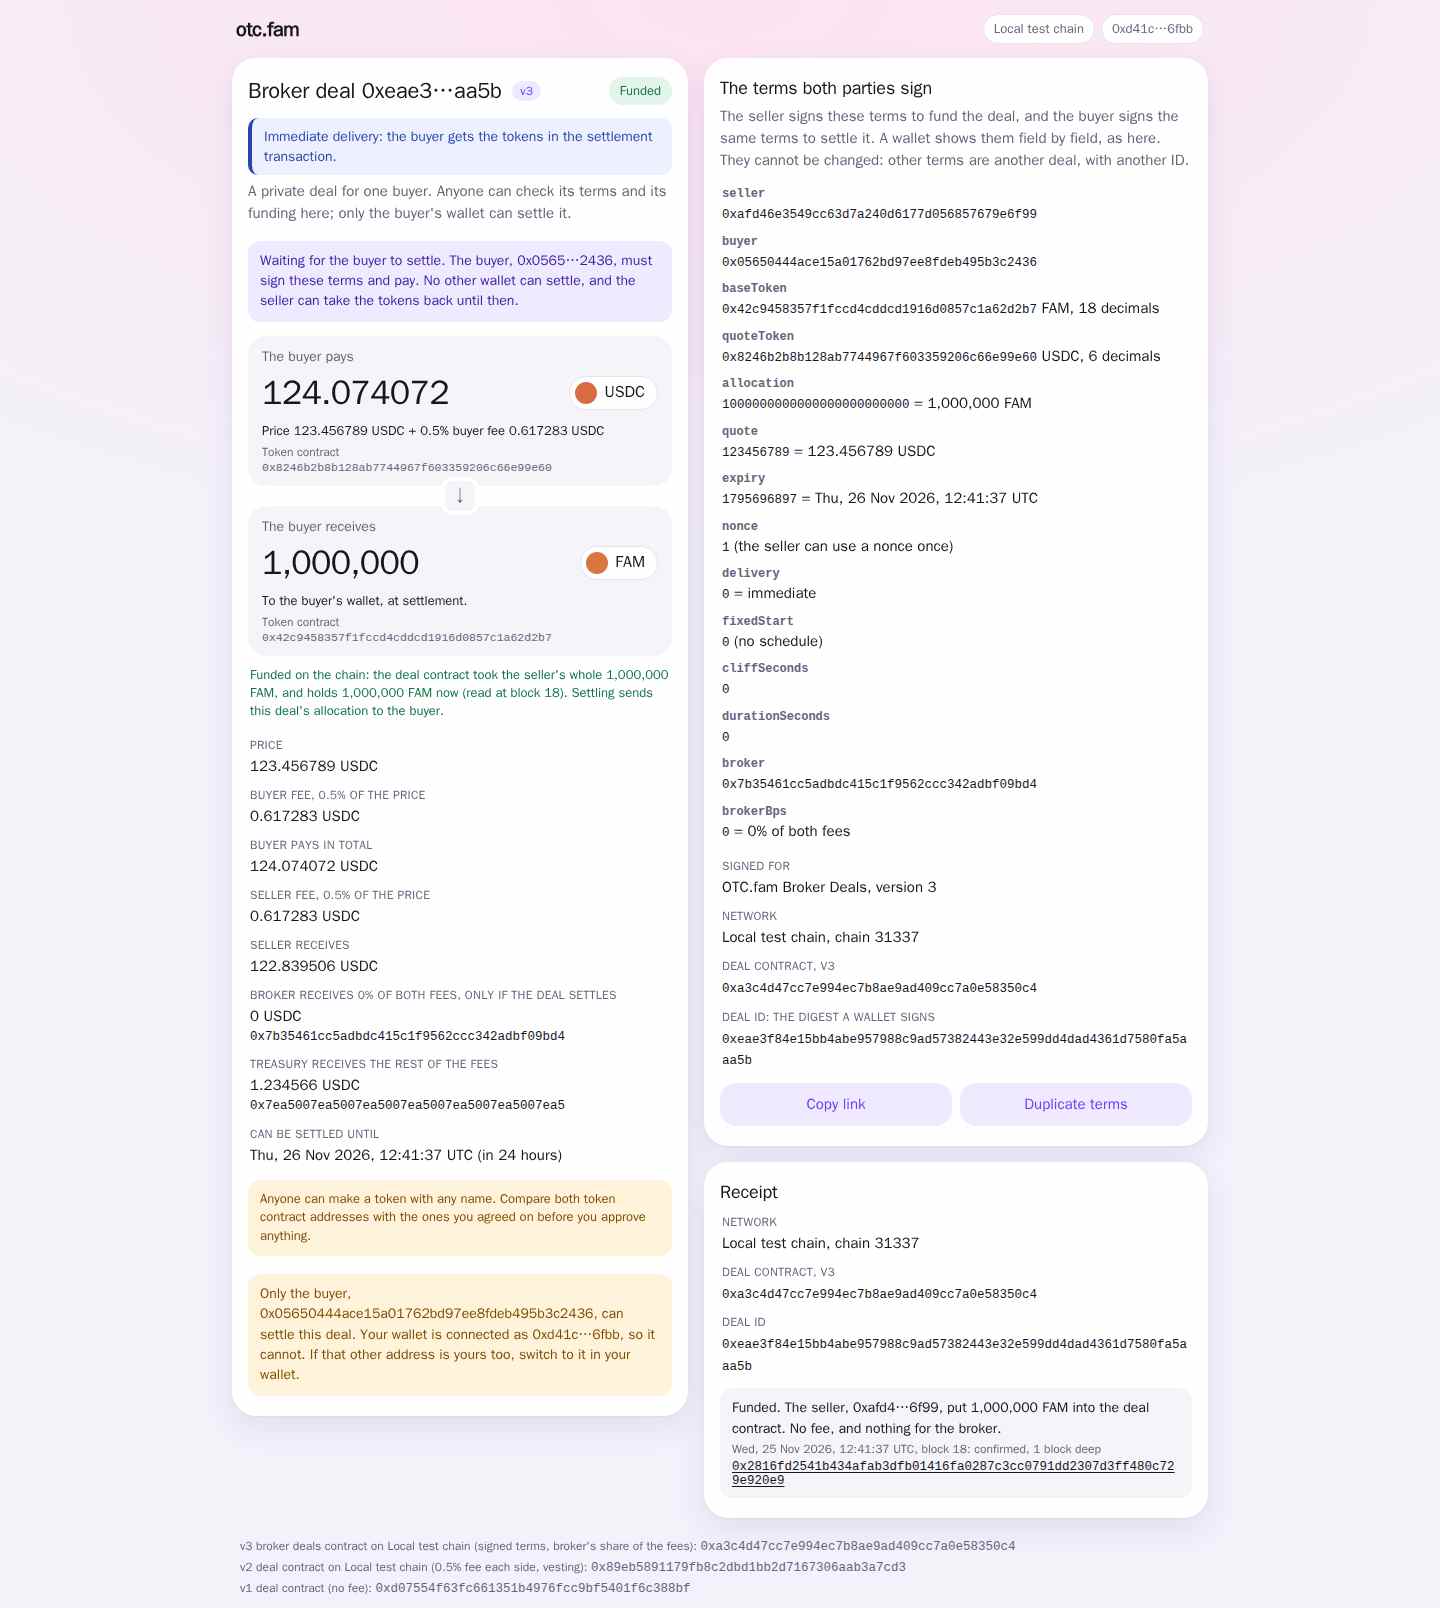 otc.fam
Local test chain
0xd41c···6fbb
Broker deal 0xeae3···aa5b
v3
Funded
Immediate delivery: the buyer gets the tokens in the settlement
transaction.
A private deal for one buyer. Anyone can check its terms and its
funding here; only the buyer's wallet can settle it.
Waiting for the buyer to settle. The buyer, 0x0565···2436, must
sign these terms and pay. No other wallet can settle, and the
seller can take the tokens back until then.
The buyer pays
124.074072
USDC
Price 123.456789 USDC + 0.5% buyer fee 0.617283 USDC
Token contract
0x8246b2b8b128ab7744967f603359206c66e99e60
↓
The buyer receives
1,000,000
FAM
To the buyer's wallet, at settlement.
Token contract
0x42c9458357f1fccd4cddcd1916d0857c1a62d2b7
Funded on the chain: the deal contract took the seller's whole 1,000,000
FAM, and holds 1,000,000 FAM now (read at block 18). Settling sends
this deal's allocation to the buyer.
PRICE
123.456789 USDC
BUYER FEE, 0.5% OF THE PRICE
0.617283 USDC
BUYER PAYS IN TOTAL
124.074072 USDC
SELLER FEE, 0.5% OF THE PRICE
0.617283 USDC
SELLER RECEIVES
122.839506 USDC
BROKER RECEIVES 0% OF BOTH FEES, ONLY IF THE DEAL SETTLES
0 USDC
0x7b35461cc5adbdc415c1f9562ccc342adbf09bd4
TREASURY RECEIVES THE REST OF THE FEES
1.234566 USDC
0x7ea5007ea5007ea5007ea5007ea5007ea5007ea5
CAN BE SETTLED UNTIL
Thu, 26 Nov 2026, 12:41:37 UTC (in 24 hours)
Anyone can make a token with any name. Compare both token
contract addresses with the ones you agreed on before you approve
anything.
Only the buyer,
0x05650444ace15a01762bd97ee8fdeb495b3c2436, can
settle this deal. Your wallet is connected as 0xd41c···6fbb, so it
cannot. If that other address is yours too, switch to it in your
wallet.
The terms both parties sign
The seller signs these terms to fund the deal, and the buyer signs the
same terms to settle it. A wallet shows them field by field, as here.
They cannot be changed: other terms are another deal, with another ID.
seller
0xafd46e3549cc63d7a240d6177d056857679e6f99
buyer
0x05650444ace15a01762bd97ee8fdeb495b3c2436
baseToken
0x42c9458357f1fccd4cddcd1916d0857c1a62d2b7 FAM, 18 decimals
quoteToken
0x8246b2b8b128ab7744967f603359206c66e99e60 USDC, 6 decimals
allocation
1000000000000000000000000 = 1,000,000 FAM
quote
123456789 = 123.456789 USDC
expiry
1795696897 = Thu, 26 Nov 2026, 12:41:37 UTC
nonce
1 (the seller can use a nonce once)
delivery
0 = immediate
fixedStart
0 (no schedule)
cliffSeconds
0
durationSeconds
0
broker
0x7b35461cc5adbdc415c1f9562ccc342adbf09bd4
brokerBps
0 = 0% of both fees
SIGNED FOR
OTC.fam Broker Deals, version 3
NETWORK
Local test chain, chain 31337
DEAL CONTRACT, V3
0xa3c4d47cc7e994ec7b8ae9ad409cc7a0e58350c4
DEAL ID: THE DIGEST A WALLET SIGNS
0xeae3f84e15bb4abe957988c9ad57382443e32e599dd4dad4361d7580fa5a
aa5b
Copy link
Duplicate terms
Receipt
NETWORK
Local test chain, chain 31337
DEAL CONTRACT, V3
0xa3c4d47cc7e994ec7b8ae9ad409cc7a0e58350c4
DEAL ID
0xeae3f84e15bb4abe957988c9ad57382443e32e599dd4dad4361d7580fa5a
aa5b
Funded. The seller, 0xafd4···6f99, put 1,000,000 FAM into the deal
contract. No fee, and nothing for the broker.
Wed, 25 Nov 2026, 12:41:37 UTC, block 18: confirmed, 1 block deep
0x2816fd2541b434afab3dfb01416fa0287c3cc0791dd2307d3ff480c72
9e920e9
v3 broker deals contract on Local test chain (signed terms, broker's share of the fees): 0xa3c4d47cc7e994ec7b8ae9ad409cc7a0e58350c4
v2 deal contract on Local test chain (0.5% fee each side, vesting): 0x89eb5891179fb8c2dbd1bb2d7167306aab3a7cd3
v1 deal contract (no fee): 0xd07554f63fc661351b4976fcc9bf5401f6c388bf